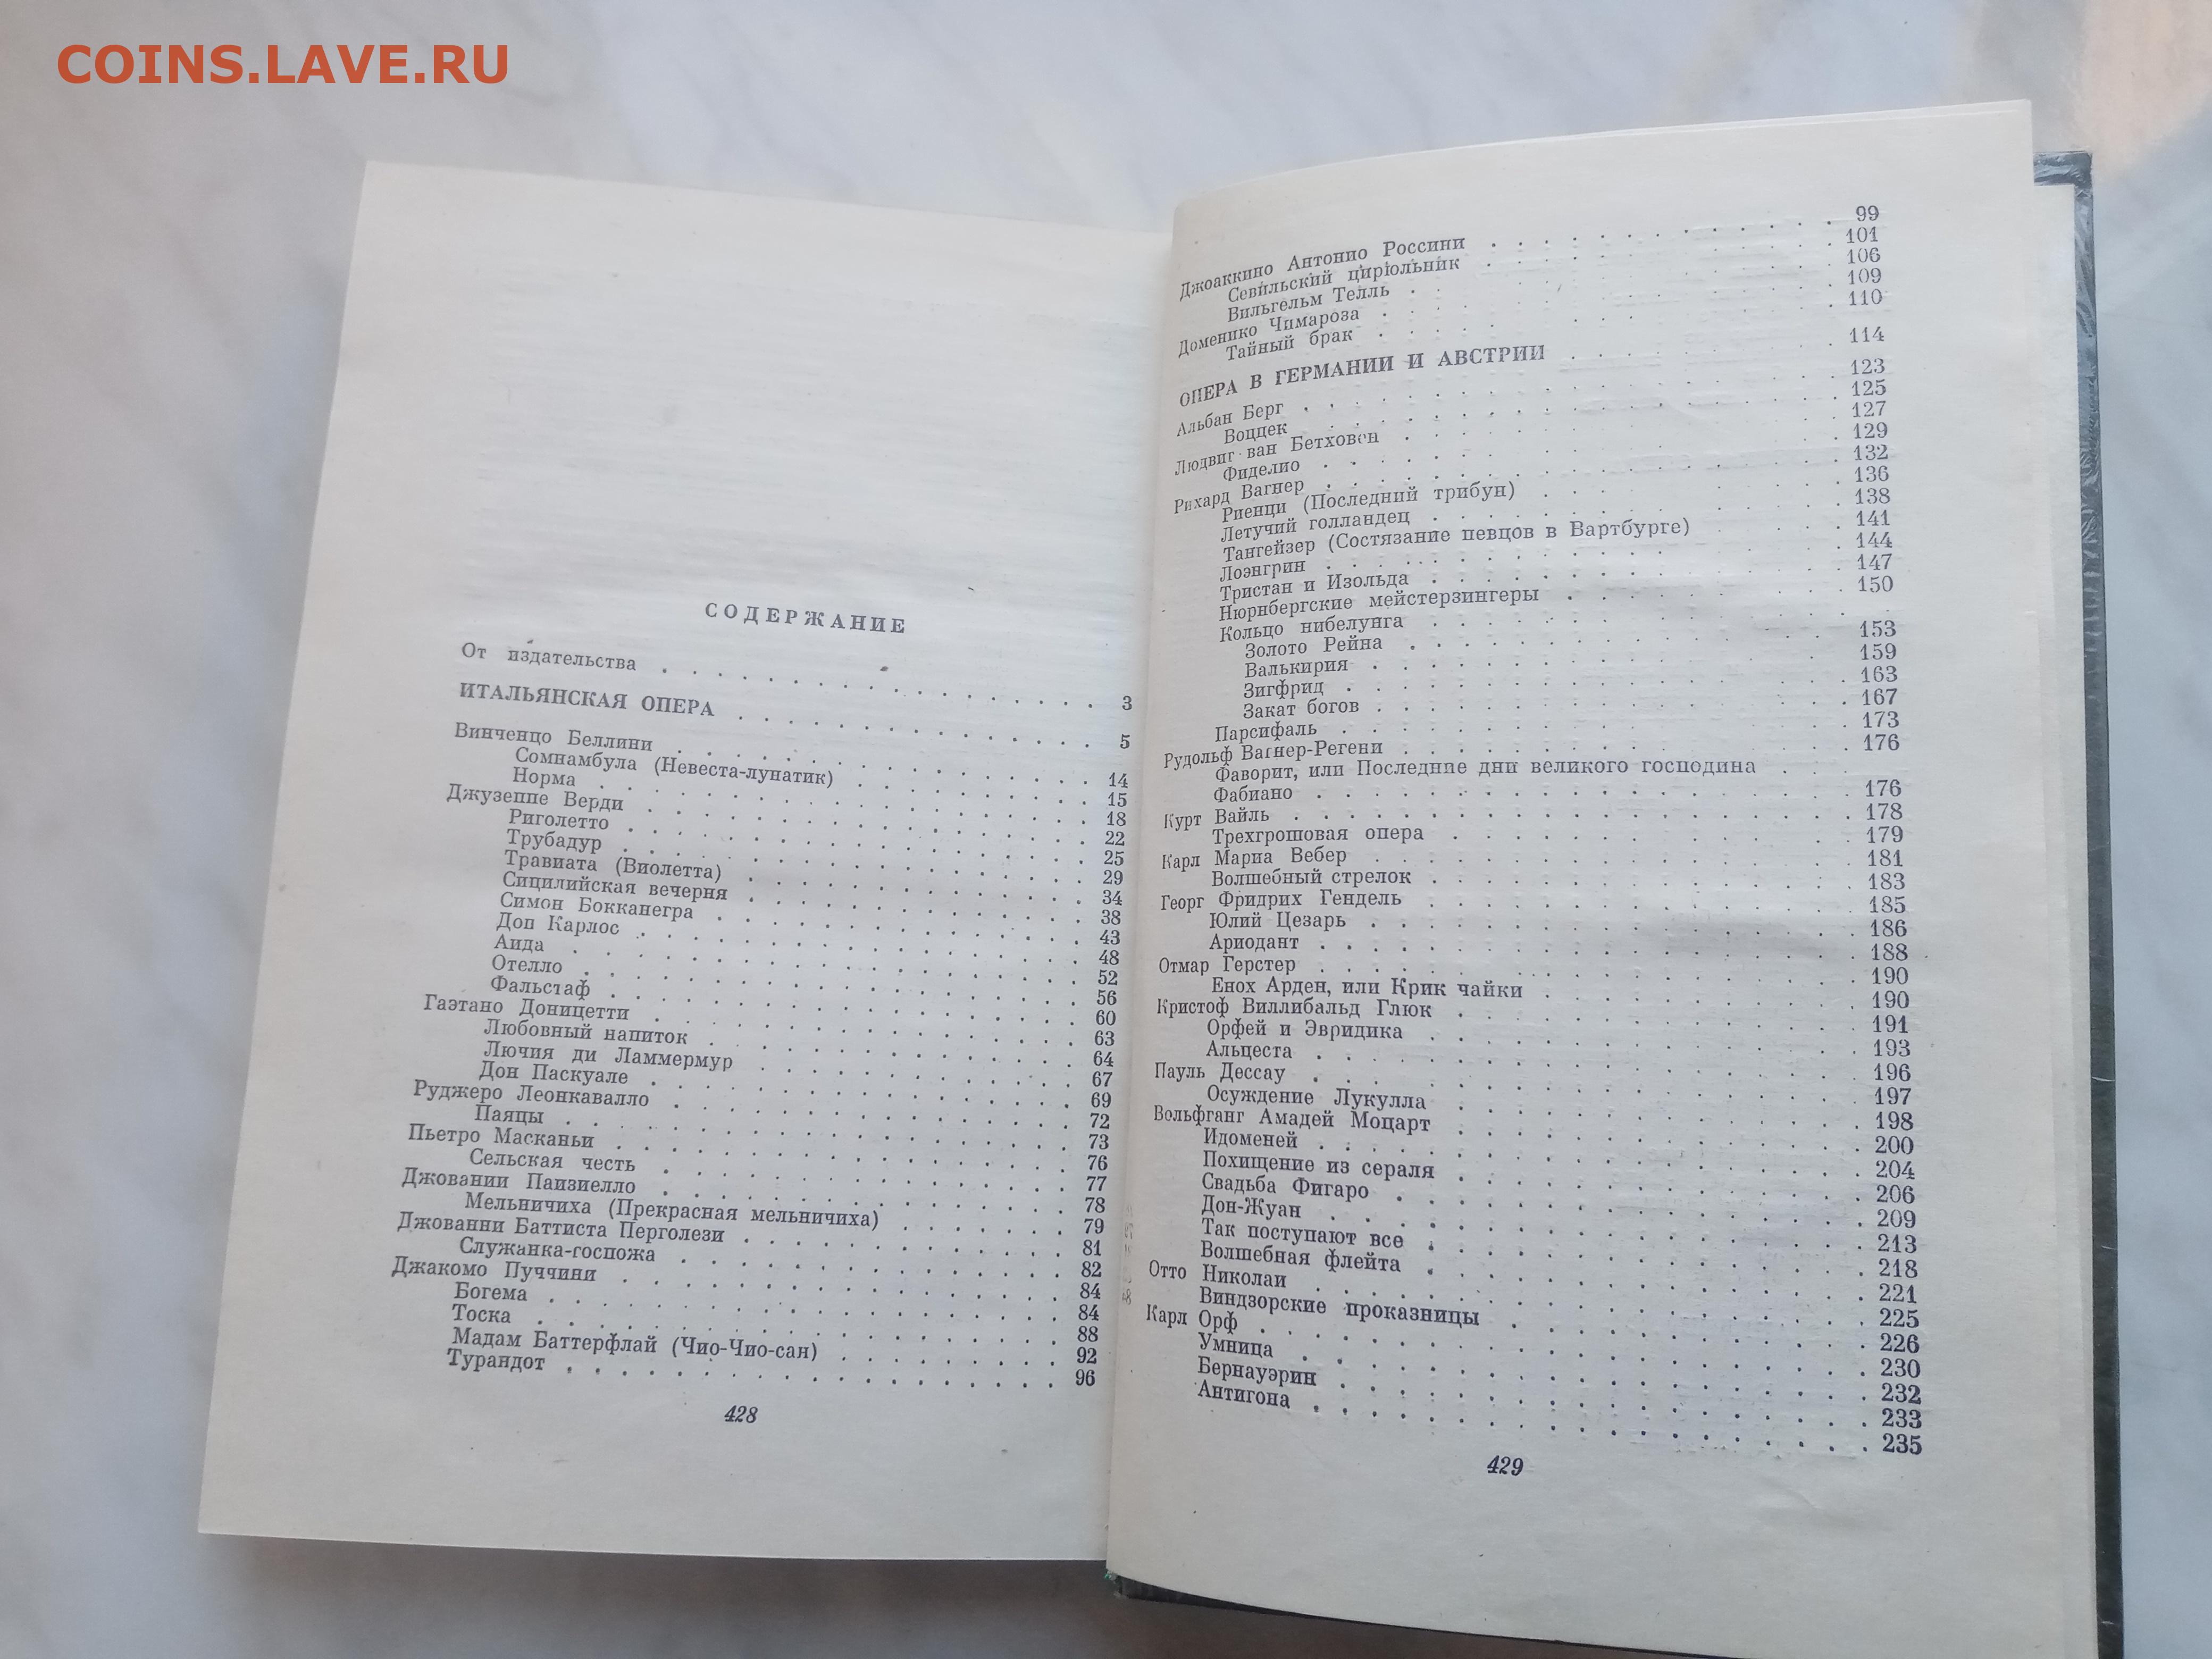 COINS.LAVE.RU
СОДЕРЖАНИЕ
От издательства 3
ИТАЛЬЯНСКАЯ ОПЕРА 5
Винченцо Беллини 14
Сомнамбула (Невеста-лунатик) 15
Норма 18
Джузеппе Верди 22
Риголетто 25
Трубадур 29
Травиата (Виолетта) 34
Сицилийская вечерня 38
Симон Бокканегра 43
Дон Карлос 48
Аида 52
Отелло 56
Фальстаф 60
Гаэтано Доницетти 63
Любовный напиток 64
Лючия ди Ламмермур 67
Дон Паскуале 69
Руджеро Леонкавалло 72
Паяцы 73
Пьетро Масканьи 76
Сельская честь 77
Джованни Паизиелло 78
Мельничиха (Прекрасная мельничиха) 79
Джованни Баттиста Перголези 81
Служанка-госпожа 82
Джакомо Пуччини 84
Богема 84
Тоска 88
Мадам Баттерфлай (Чио-Чио-сан) 92
Турандот 96
428
Джоаккино Антонио Россини 99
Севильский цирюльник 101
Вильгельм Телль 106
Доменико Чимароза 109
Тайный брак 110
ОПЕРА В ГЕРМАНИИ И АВСТРИИ 114
Альбан Берг 123
Воццек 125
Людвиг ван Бетховен 127
Фиделио 129
Рихард Вагнер 132
Риенци (Последний трибун) 136
Летучий голландец 138
Тангейзер (Состязание певцов в Вартбурге) 141
Лоэнгрин 144
Тристан и Изольда 147
Нюрнбергские мейстерзингеры 150
Кольцо нибелунга
Золото Рейна 153
Валькирия 159
Зигфрид 163
Закат богов 167
Парсифаль 173
Рудольф Вагнер-Регени 176
Фаворит, или Последние дни великого господина
Фабиано 176
Курт Вайль 178
Трехгрошовая опера 179
Карл Мариа Вебер 181
Волшебный стрелок 183
Георг Фридрих Гендель 185
Юлий Цезарь 186
Ариодант 188
Отмар Герстер 190
Енох Арден, или Крик чайки 190
Кристоф Виллибальд Глюк 191
Орфей и Эвридика 193
Альцеста 196
Пауль Дессау 197
Осуждение Лукулла 198
Вольфганг Амадей Моцарт 200
Идоменей 204
Похищение из сераля 206
Свадьба Фигаро 209
Дон-Жуан 213
Так поступают все 218
Волшебная флейта 221
Отто Николаи 225
Виндзорские проказницы 226
Карл Орф 230
Умница 232
Бернауэрин 233
Антигона 235
429